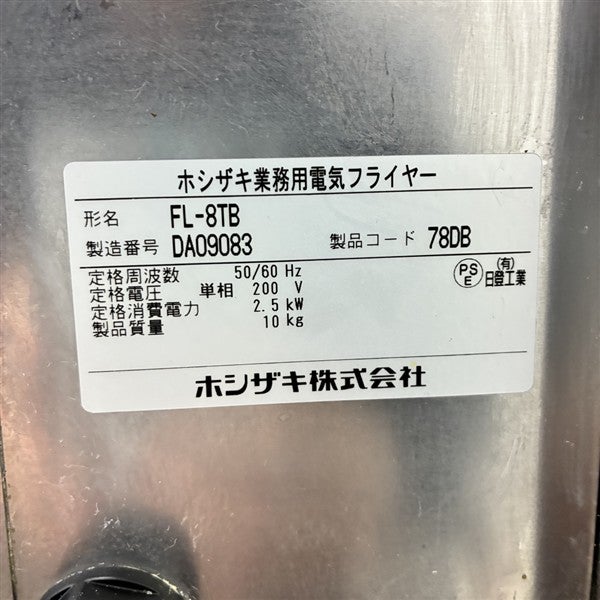 ホシザキ業務用電気フライヤー
形名 FL-8TB
製造番号 DA09083 製品コード 78DB
定格周波数 50/60 Hz
定格電圧 単相 200 V
定格消費電力 2.5 kW
製品質量 10 kg
PSE (有)日登工業
ホシザキ株式会社